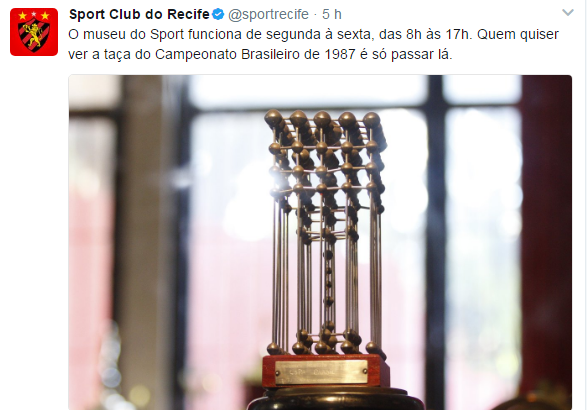 Sport Club do Recife @sportrecife · 5 h
O museu do Sport funciona de segunda à sexta, das 8h às 17h. Quem quiser
ver a taça do Campeonato Brasileiro de 1987 é só passar lá.